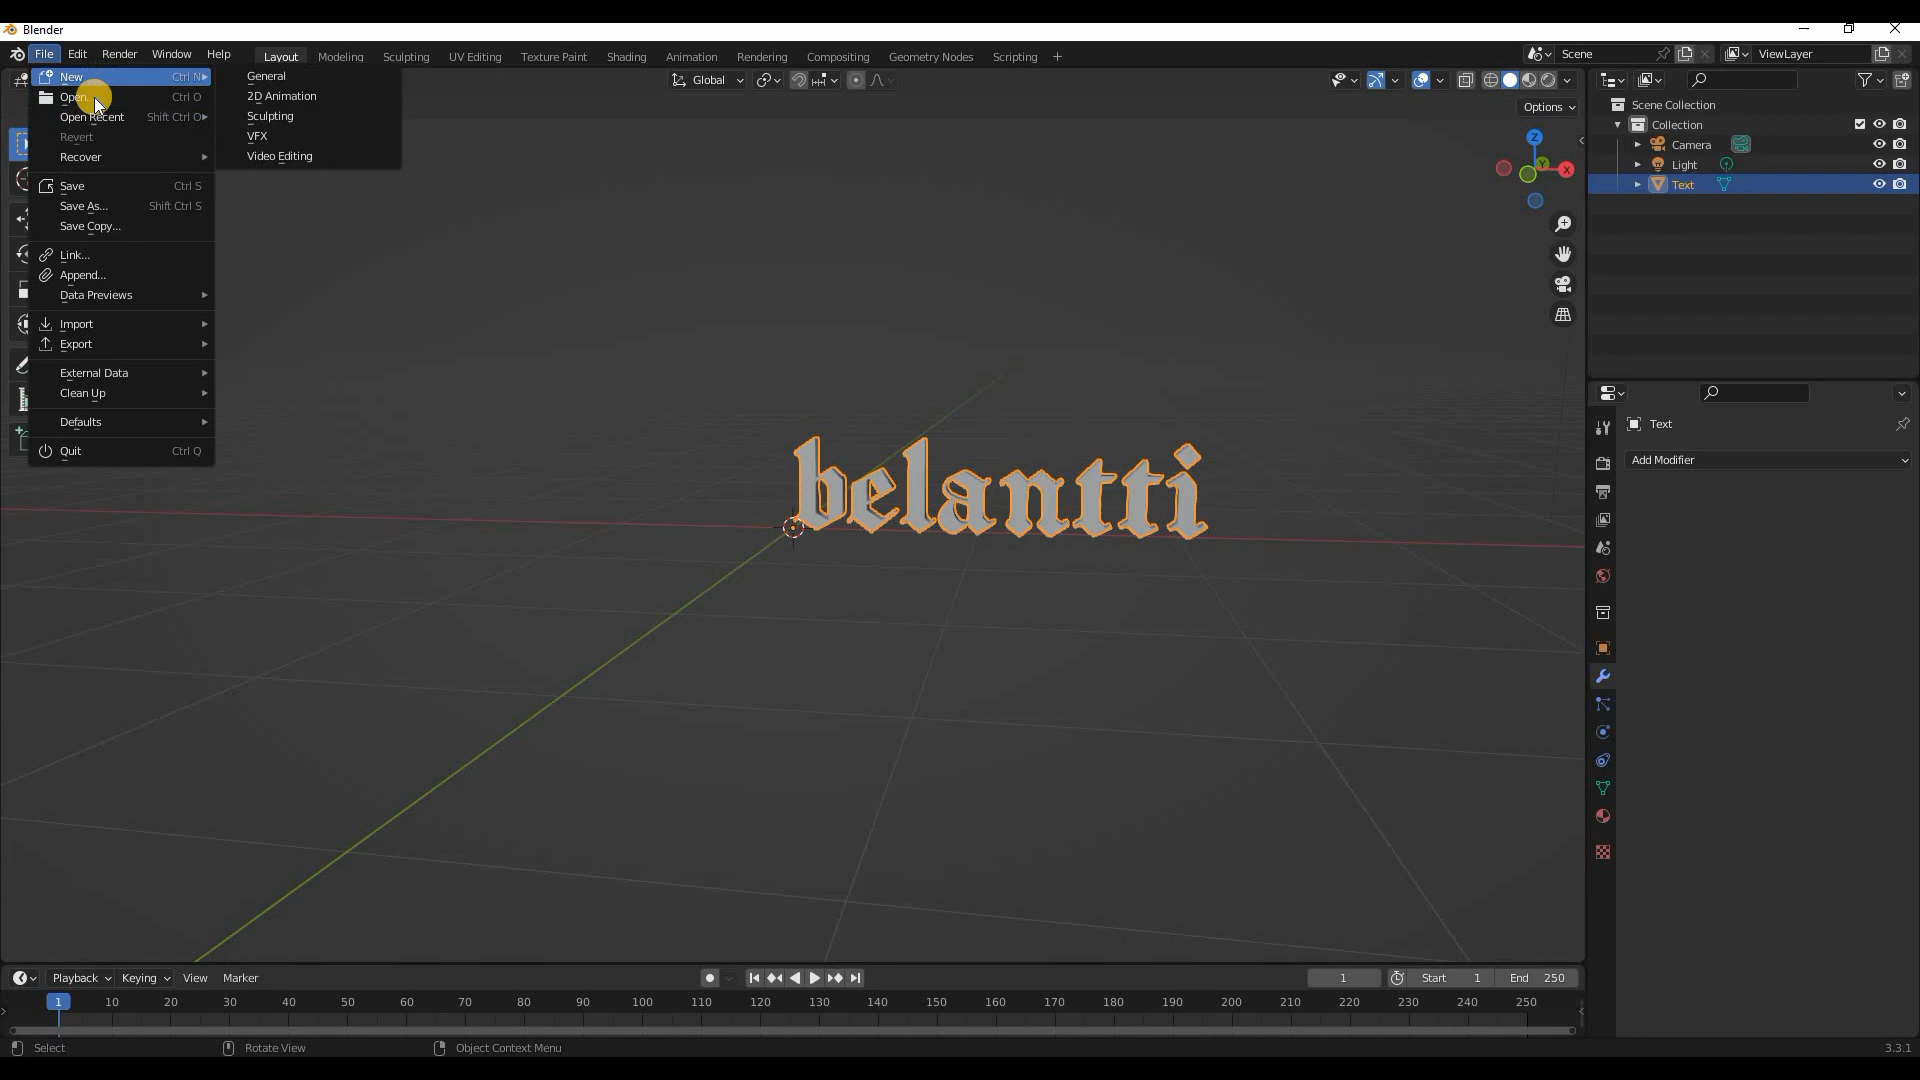 Blender
File Edit Render Window Help Layout Modeling Sculpting UV Editing Texture Paint Shading Animation Rendering Compositing Geometry Nodes Scripting + Scene ViewLayer
New Ctrl N
Open... Ctrl O
Open Recent Shift Ctrl O
Revert
Recover
Save Ctrl S
Save As... Shift Ctrl S
Save Copy...
Link...
Append...
Data Previews
Import
Export
External Data
Clean Up
Defaults
Quit Ctrl Q
General
2D Animation
Sculpting
VFX
Video Editing
Global
Options
Z
Y
X
belantti
Scene Collection
Collection
Camera
Light
Text
Text
Add Modifier
Playback Keying View Marker 1 Start 1 End 250
1 10 20 30 40 50 60 70 80 90 100 110 120 130 140 150 160 170 180 190 200 210 220 230 240 250
Select Rotate View Object Context Menu 3.3.1